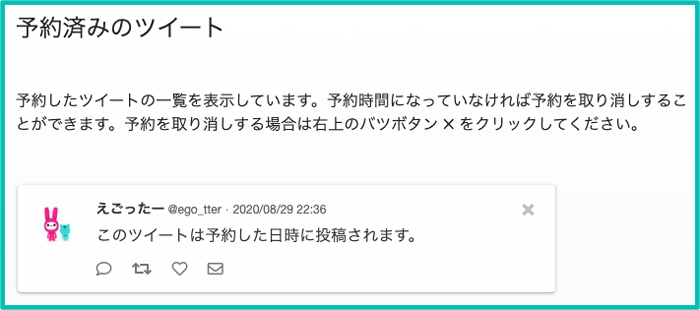 予約済みのツイート
予約したツイートの一覧を表示しています。予約時間になっていなければ予約を取り消しするこ
とができます。予約を取り消しする場合は右上のバツボタン✕をクリックしてください。
えごったー @ego_tter · 2020/08/29 22:36
このツイートは予約した日時に投稿されます。